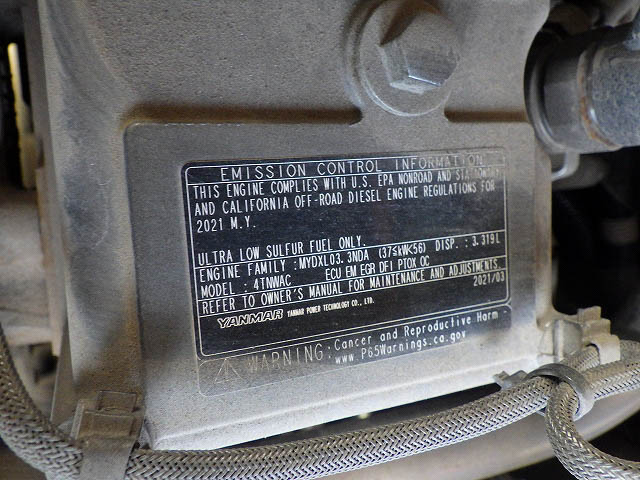 EMISSION CONTROL INFORMATION
THIS ENGINE COMPLIES WITH U.S. EPA NONROAD AND STATIONARY
AND CALIFORNIA OFF-ROAD DIESEL ENGINE REGULATIONS FOR
2021 M.Y.
ULTRA LOW SULFUR FUEL ONLY.
ENGINE FAMILY : MYDXL03.3NDA (37≤kW<56) DISP. : 3.319L
MODEL : 4TNWAC ECU EM EGR DFI PTOX OC
REFER TO OWNER'S MANUAL FOR MAINTENANCE AND ADJUSTMENTS
2021/03
YANMAR YANMAR POWER TECHNOLOGY CO., LTD.
WARNING: Cancer and Reproductive Harm
www.P65Warnings.ca.gov